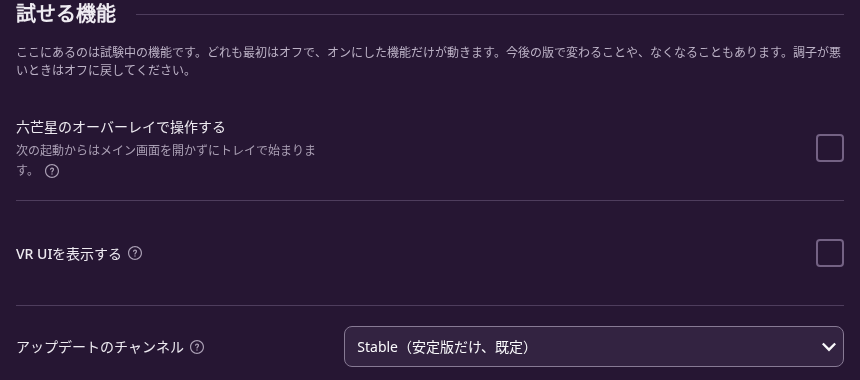 試せる機能
ここにあるのは試験中の機能です。どれも最初はオフで、オンにした機能だけが動きます。今後の版で変わることや、なくなることもあります。調子が悪
いときはオフに戻してください。
六芒星のオーバーレイで操作する
次の起動からはメイン画面を開かずにトレイで始まりま
す。 ?
VR UIを表示する ?
アップデートのチャンネル ? Stable（安定版だけ、既定）